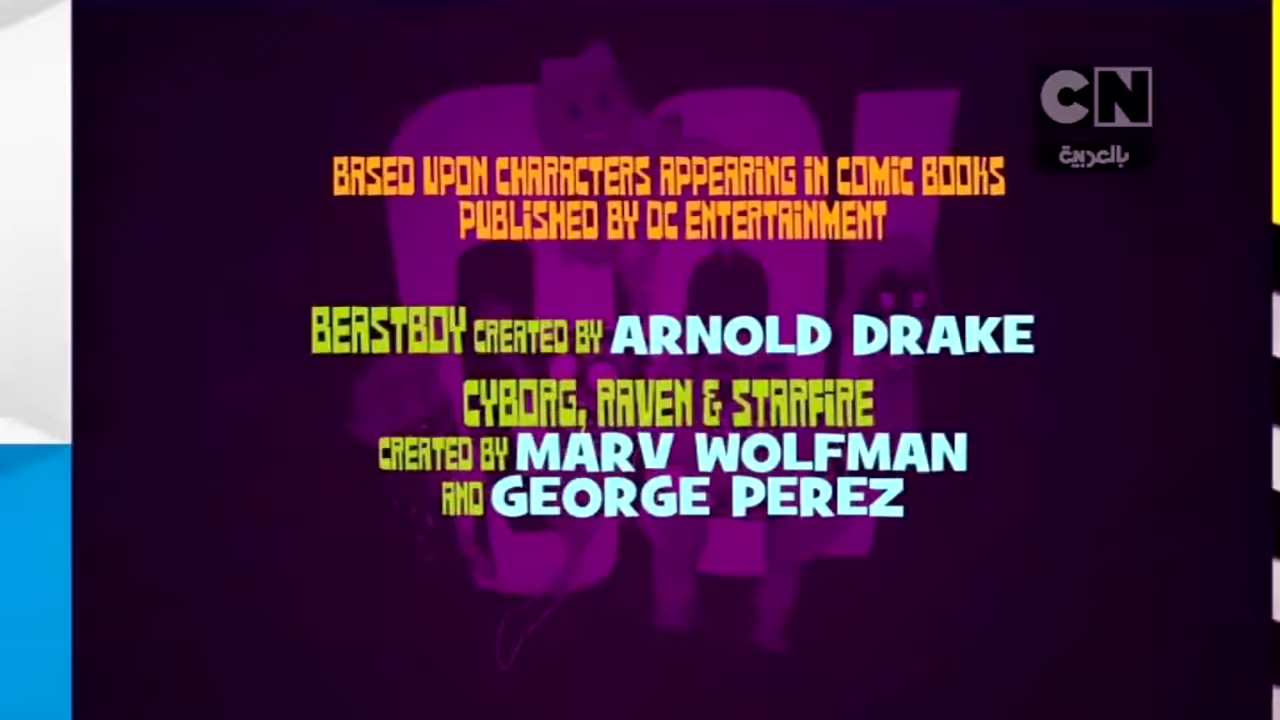 CN
بالعربية
BASED UPON CHARACTERS APPEARING IN COMIC BOOKS
PUBLISHED BY DC ENTERTAINMENT
BEASTBOY CREATED BY ARNOLD DRAKE
CYBORG, RAVEN & STARFIRE
CREATED BY MARV WOLFMAN
AND GEORGE PEREZ